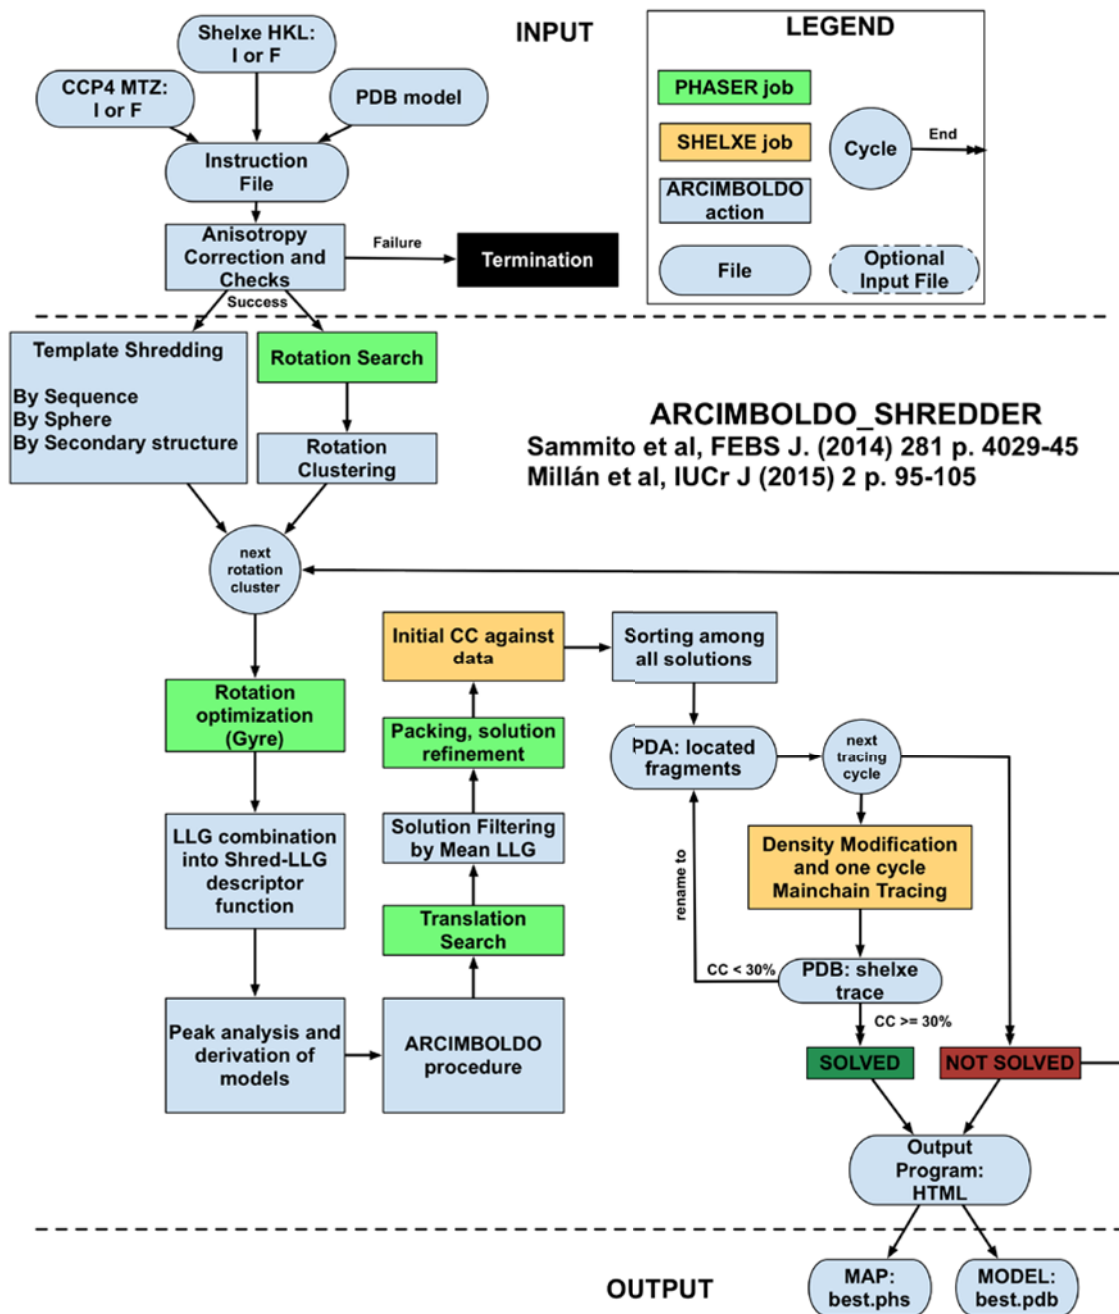 INPUT
Shelxe HKL:
I or F
CCP4 MTZ:
I or F
PDB model
Instruction
File
Anisotropy
Correction and
Checks
Failure
Termination
Success
LEGEND
PHASER job
SHELXE job
ARCIMBOLDO
action
Cycle
End
File
Optional
Input File
Template Shredding
By Sequence
By Sphere
By Secondary structure
Rotation Search
Rotation
Clustering
ARCIMBOLDO_SHREDDER
Sammito et al, FEBS J. (2014) 281 p. 4029-45
Millán et al, IUCr J (2015) 2 p. 95-105
next
rotation
cluster
Rotation
optimization
(Gyre)
LLG combination
into Shred-LLG
descriptor
function
Peak analysis and
derivation of
models
ARCIMBOLDO
procedure
Translation
Search
Solution Filtering
by Mean LLG
Packing, solution
refinement
Initial CC against
data
Sorting among
all solutions
PDA: located
fragments
next
tracing
cycle
Density Modification
and one cycle
Mainchain Tracing
rename to
CC < 30%
PDB: shelxe
trace
CC >= 30%
SOLVED
NOT SOLVED
Output
Program:
HTML
OUTPUT
MAP:
best.phs
MODEL:
best.pdb